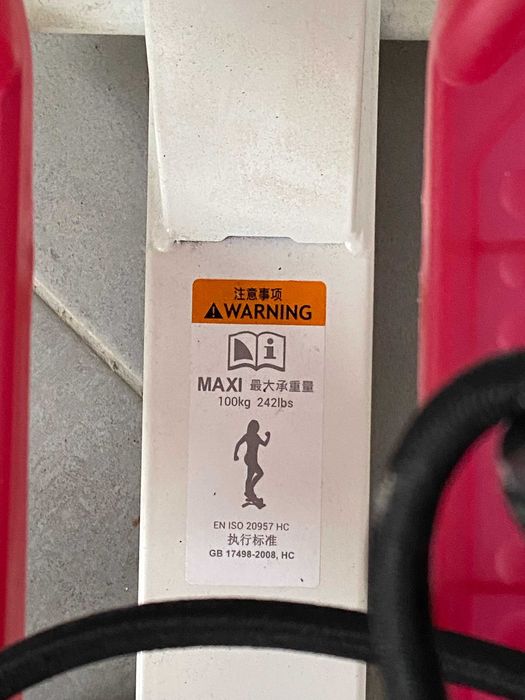 注意事项
WARNING
MAXI 最大承重量
100kg 242lbs
EN ISO 20957 HC
执行标准
GB 17498-2008, HC